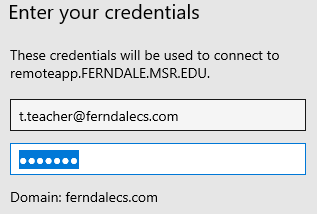 Enter your credentials
These credentials will be used to connect to
remoteapp.FERNDALE.MSR.EDU.
t.teacher@ferndalecs.com
●●●●●●●
Domain: ferndalecs.com